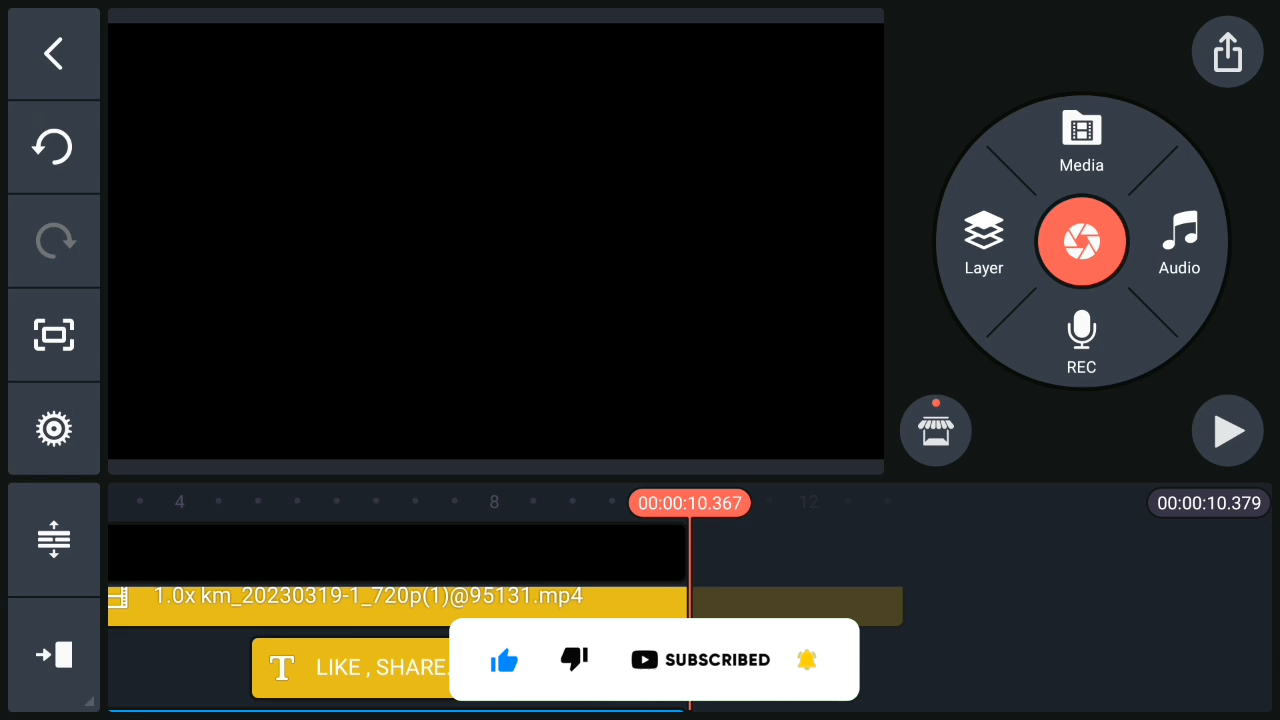 Media
Layer
Audio
REC
4
8
00:00:10.367
12
00:00:10.379
1.0x km_20230319-1_720p(1)@95131.mp4
T LIKE , SHARE.
SUBSCRIBED